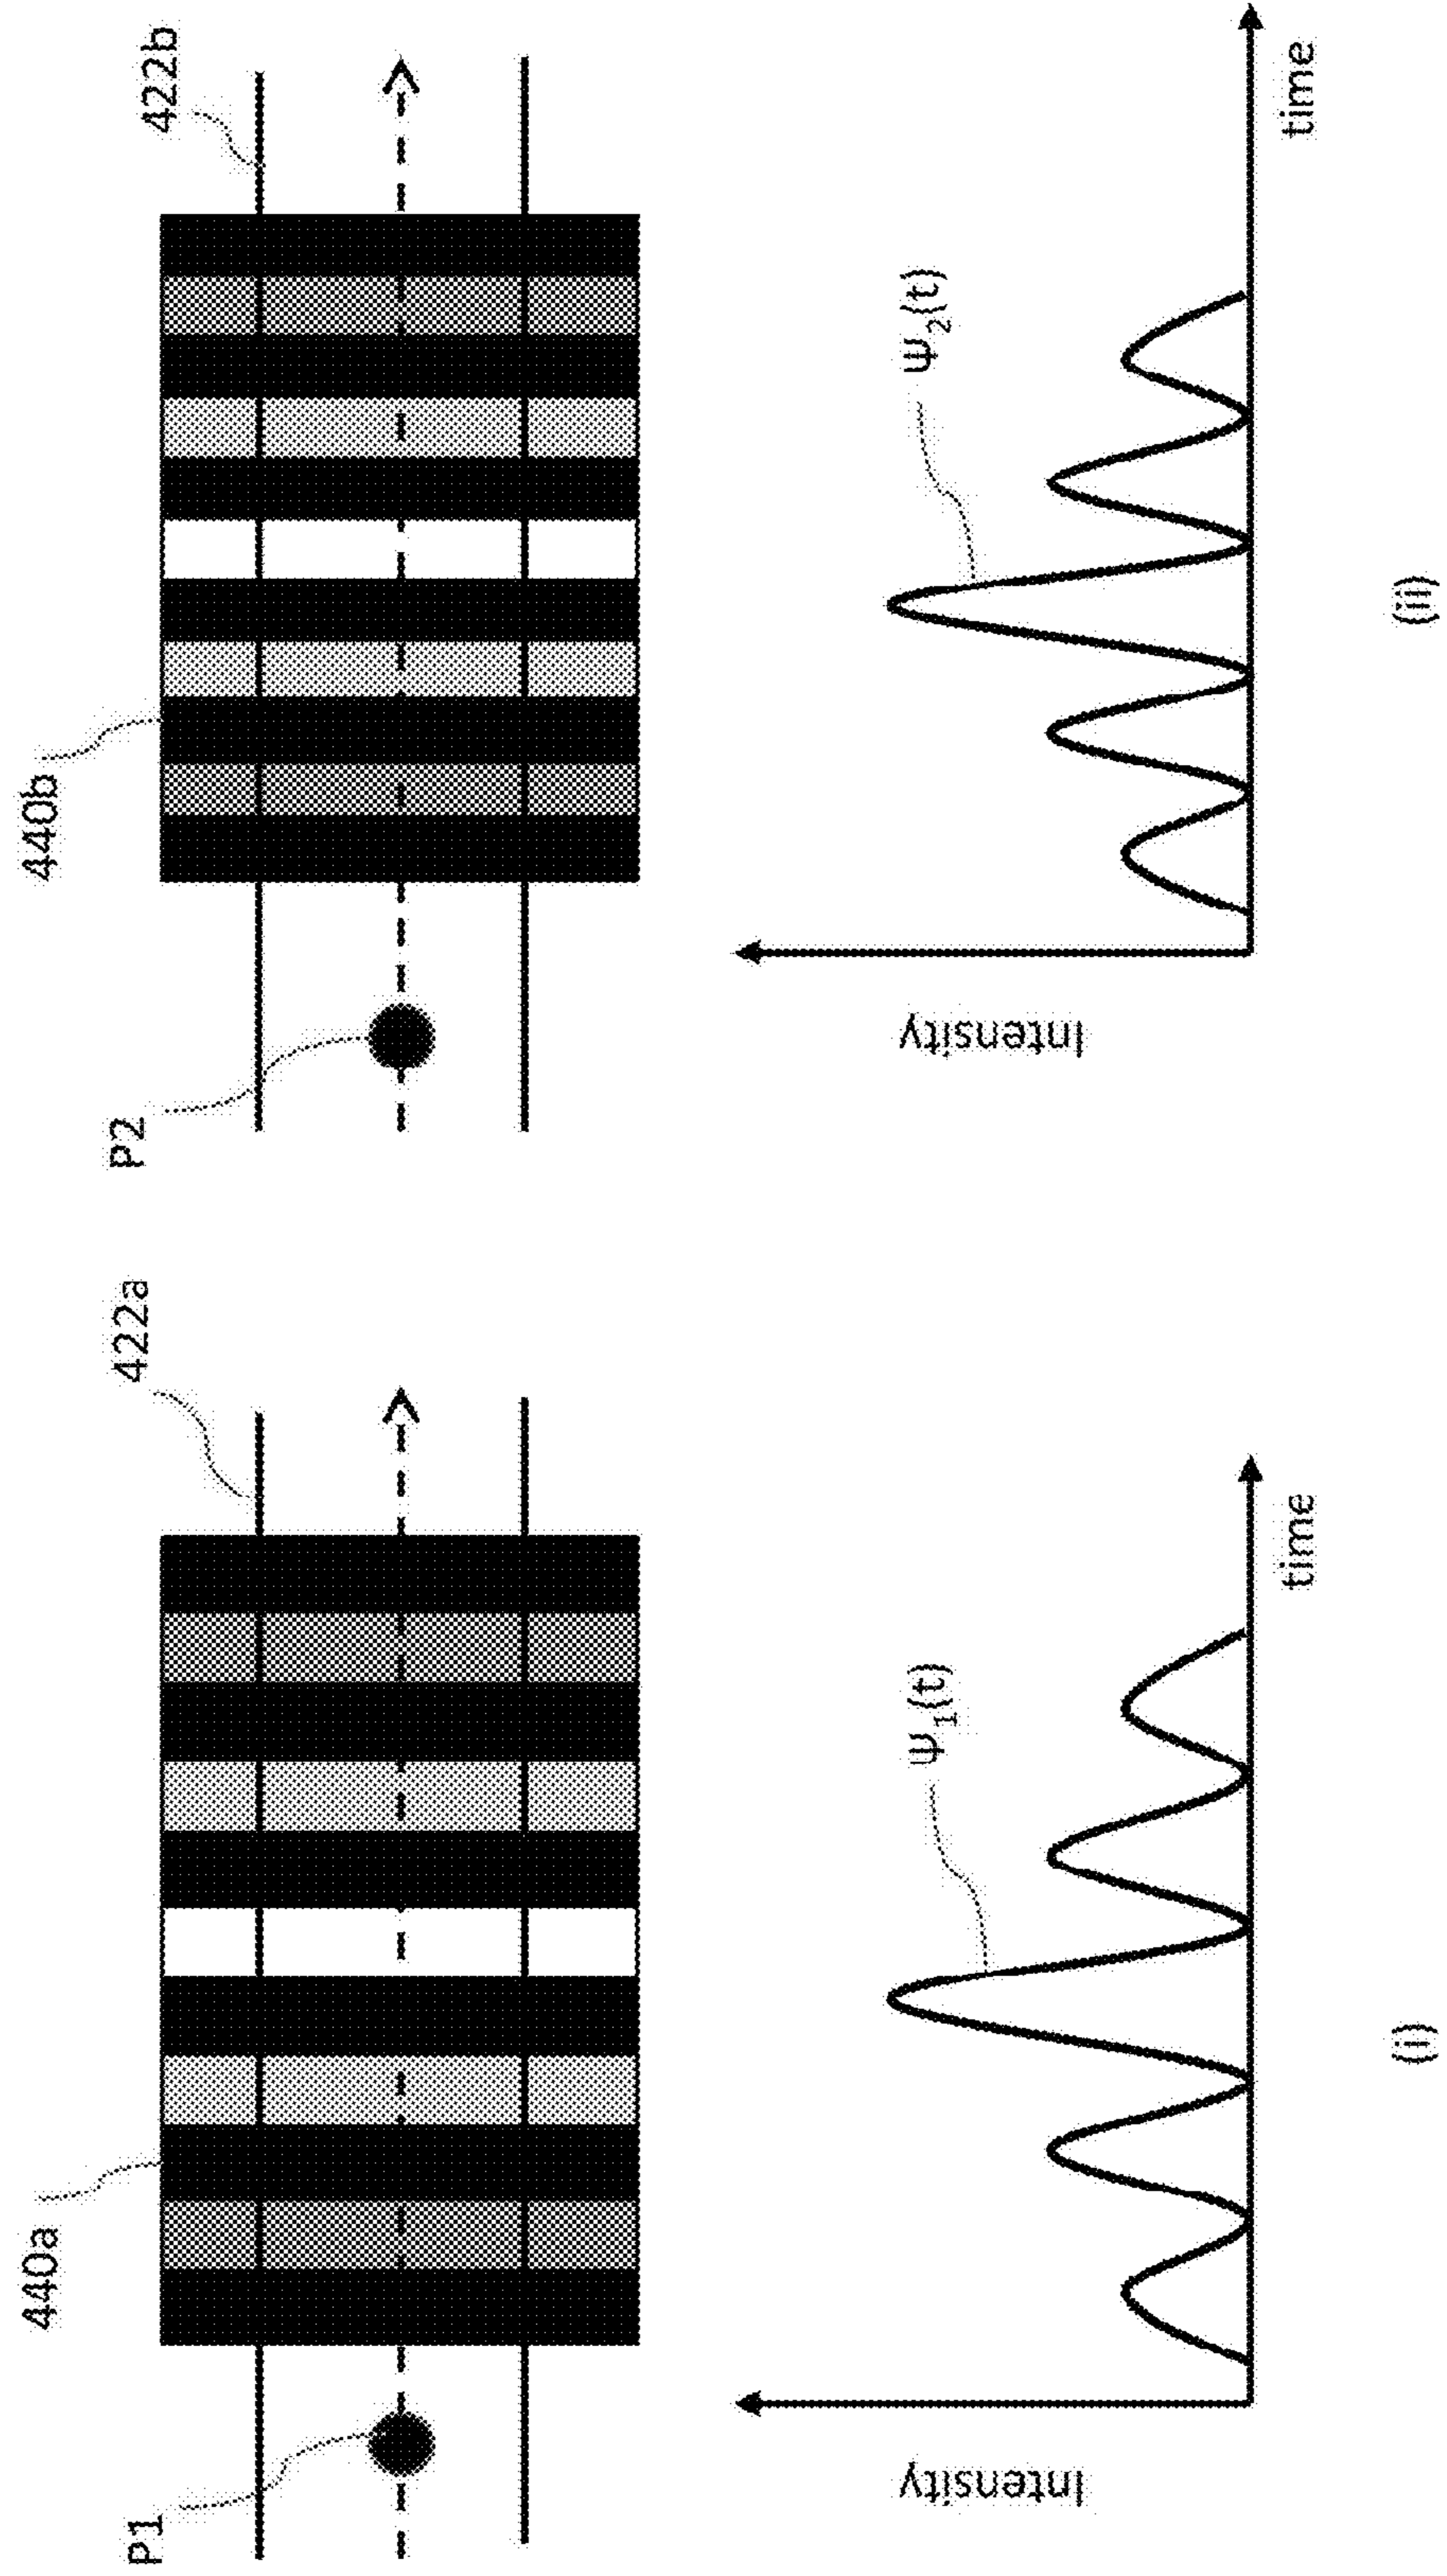 440a
P1
422a
Intensity
Ψ1(t)
time
(i)
440b
P2
422b
Intensity
Ψ2(t)
time
(ii)